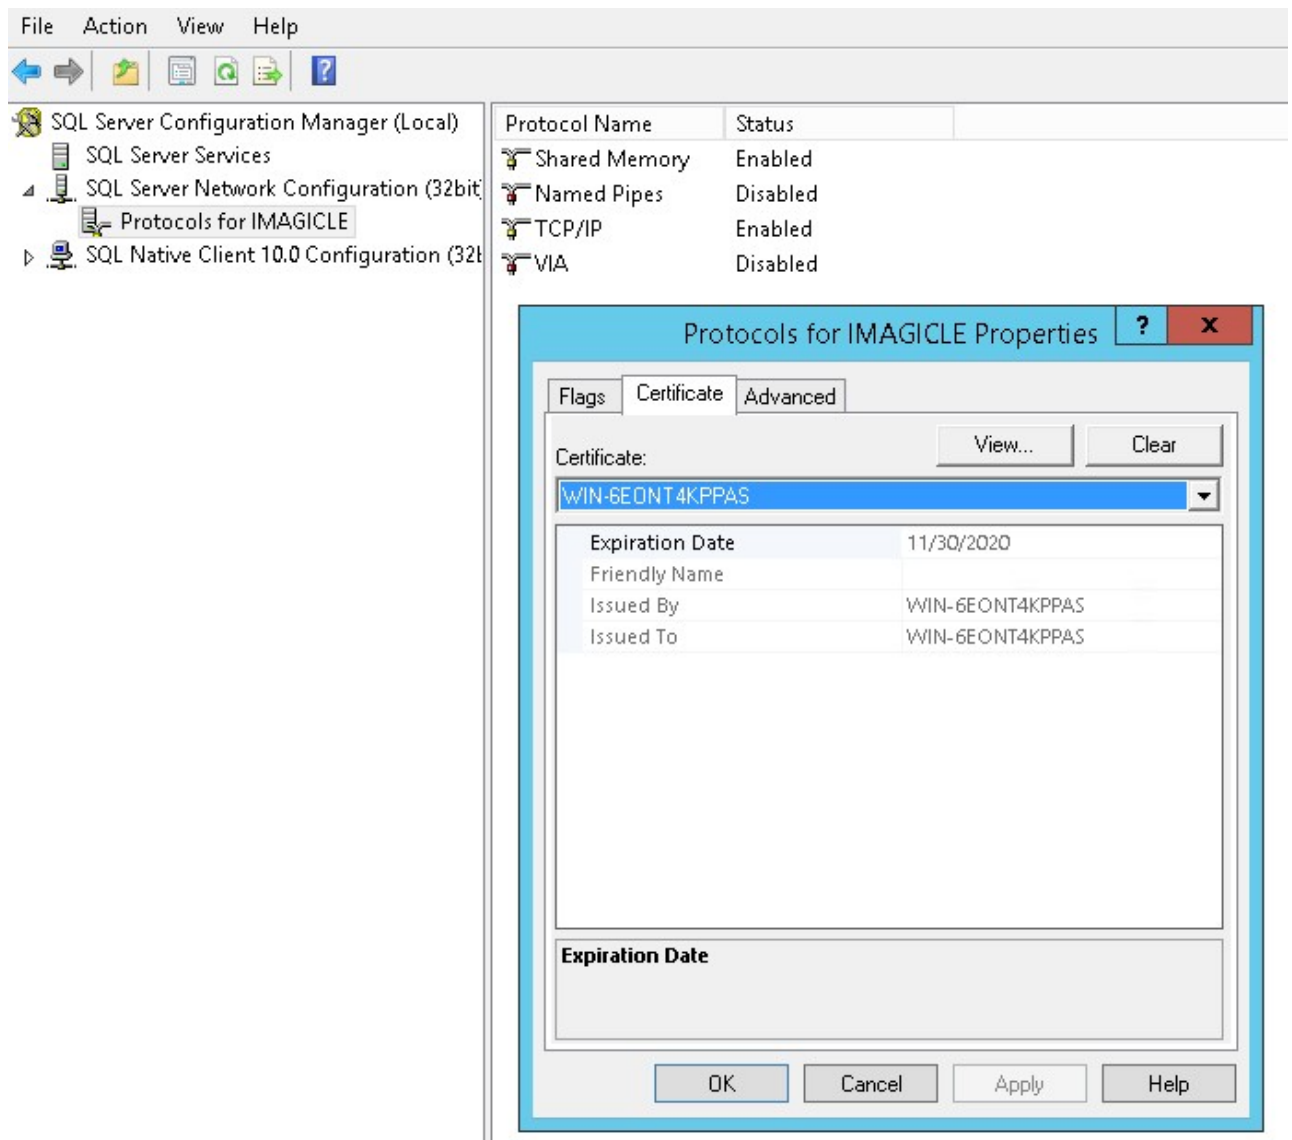 File Action View Help
SQL Server Configuration Manager (Local)
SQL Server Services
SQL Server Network Configuration (32bit
Protocols for IMAGICLE
SQL Native Client 10.0 Configuration (32b
Protocol Name Status
Shared Memory Enabled
Named Pipes Disabled
TCP/IP Enabled
VIA Disabled
Protocols for IMAGICLE Properties ? x
Flags Certificate Advanced
View... Clear
Certificate:
WIN-6EONT4KPPAS
Expiration Date 11/30/2020
Friendly Name
Issued By WIN-6EONT4KPPAS
Issued To WIN-6EONT4KPPAS
Expiration Date
OK Cancel Apply Help